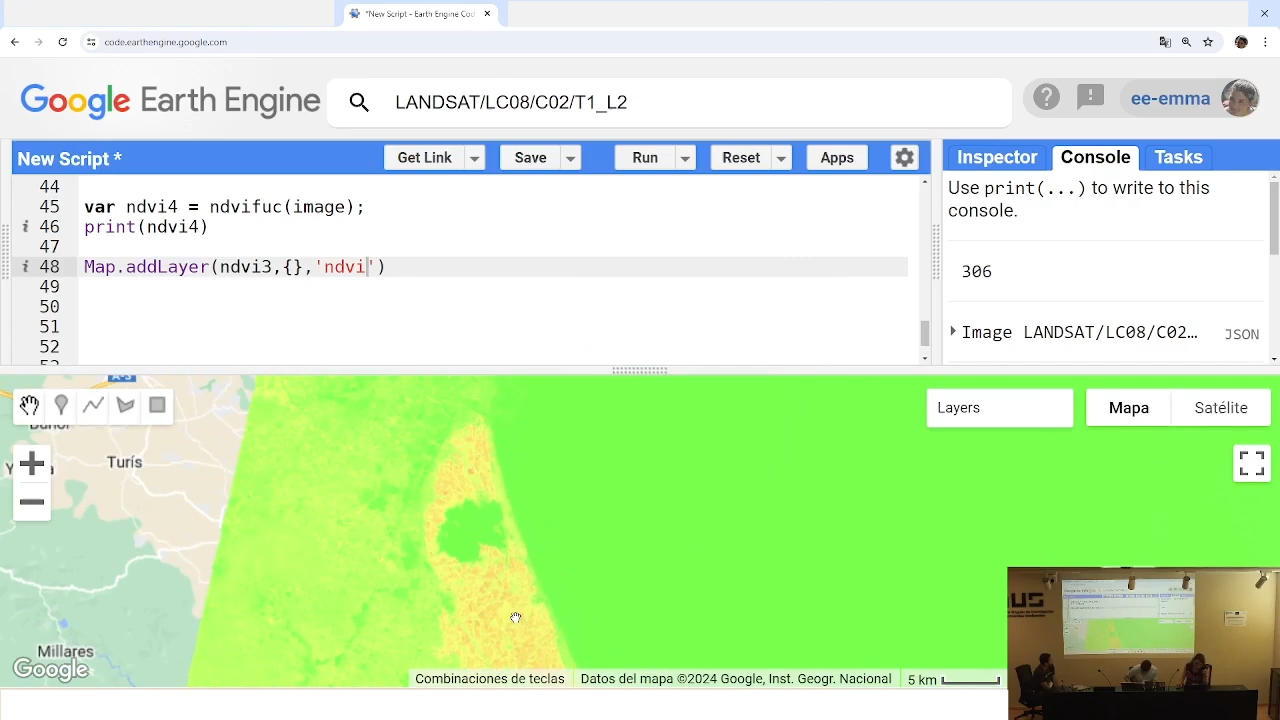 *New Script - Earth Engine Cod
code.earthengine.google.com
Google Earth Engine
LANDSAT/LC08/C02/T1_L2
ee-emma
New Script *
Get Link
Save
Run
Reset
Apps
Inspector
Console
Tasks
44
45 var ndvi4 = ndvifuc(image);
46 print(ndvi4)
47
48 Map.addLayer(ndvi3,{},'ndvi')
49
50
51
52
Use print(...) to write to this
console.
306
Image LANDSAT/LC08/C02...
JSON
A-3
Turís
Millares
Layers
Mapa
Satélite
Google
Combinaciones de teclas
Datos del mapa ©2024 Google, Inst. Geogr. Nacional
5 km